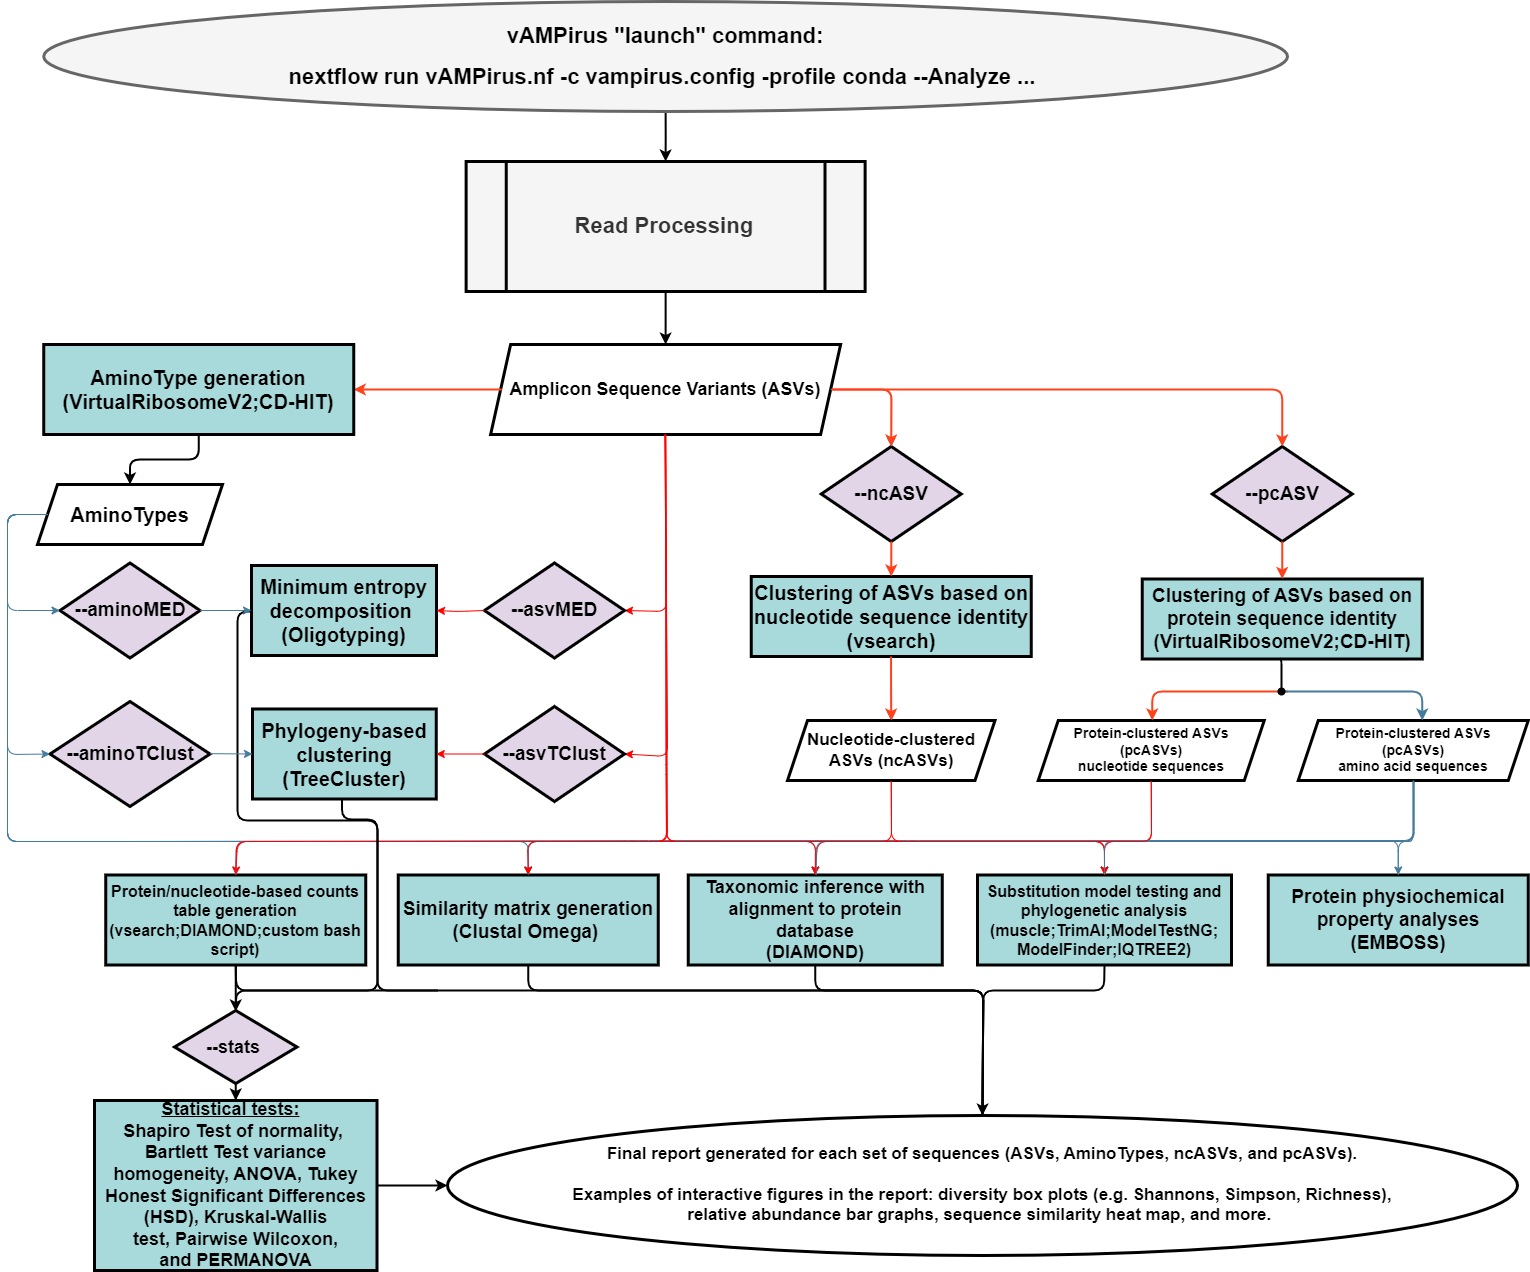 vAMPirus "launch" command:
nextflow run vAMPirus.nf -c vampirus.config -profile conda --Analyze ...
Read Processing
AminoType generation
(VirtualRibosomeV2;CD-HIT)
Amplicon Sequence Variants (ASVs)
--ncASV
--pcASV
AminoTypes
--aminoMED
Minimum entropy
decomposition
(Oligotyping)
--asvMED
Clustering of ASVs based on
nucleotide sequence identity
(vsearch)
Clustering of ASVs based on
protein sequence identity
(VirtualRibosomeV2;CD-HIT)
--aminoTClust
Phylogeny-based
clustering
(TreeCluster)
--asvTClust
Nucleotide-clustered
ASVs (ncASVs)
Protein-clustered ASVs
(pcASVs)
nucleotide sequences
Protein-clustered ASVs
(pcASVs)
amino acid sequences
Protein/nucleotide-based counts
table generation
(vsearch;DIAMOND;custom bash
script)
Similarity matrix generation
(Clustal Omega)
Taxonomic inference with
alignment to protein
database
(DIAMOND)
Substitution model testing and
phylogenetic analysis
(muscle;TrimAl;ModelTestNG;
ModelFinder;IQTREE2)
Protein physiochemical
property analyses
(EMBOSS)
--stats
Statistical tests:
Shapiro Test of normality,
Bartlett Test variance
homogeneity, ANOVA, Tukey
Honest Significant Differences
(HSD), Kruskal-Wallis
test, Pairwise Wilcoxon,
and PERMANOVA
Final report generated for each set of sequences (ASVs, AminoTypes, ncASVs, and pcASVs).
Examples of interactive figures in the report: diversity box plots (e.g. Shannons, Simpson, Richness),
relative abundance bar graphs, sequence similarity heat map, and more.